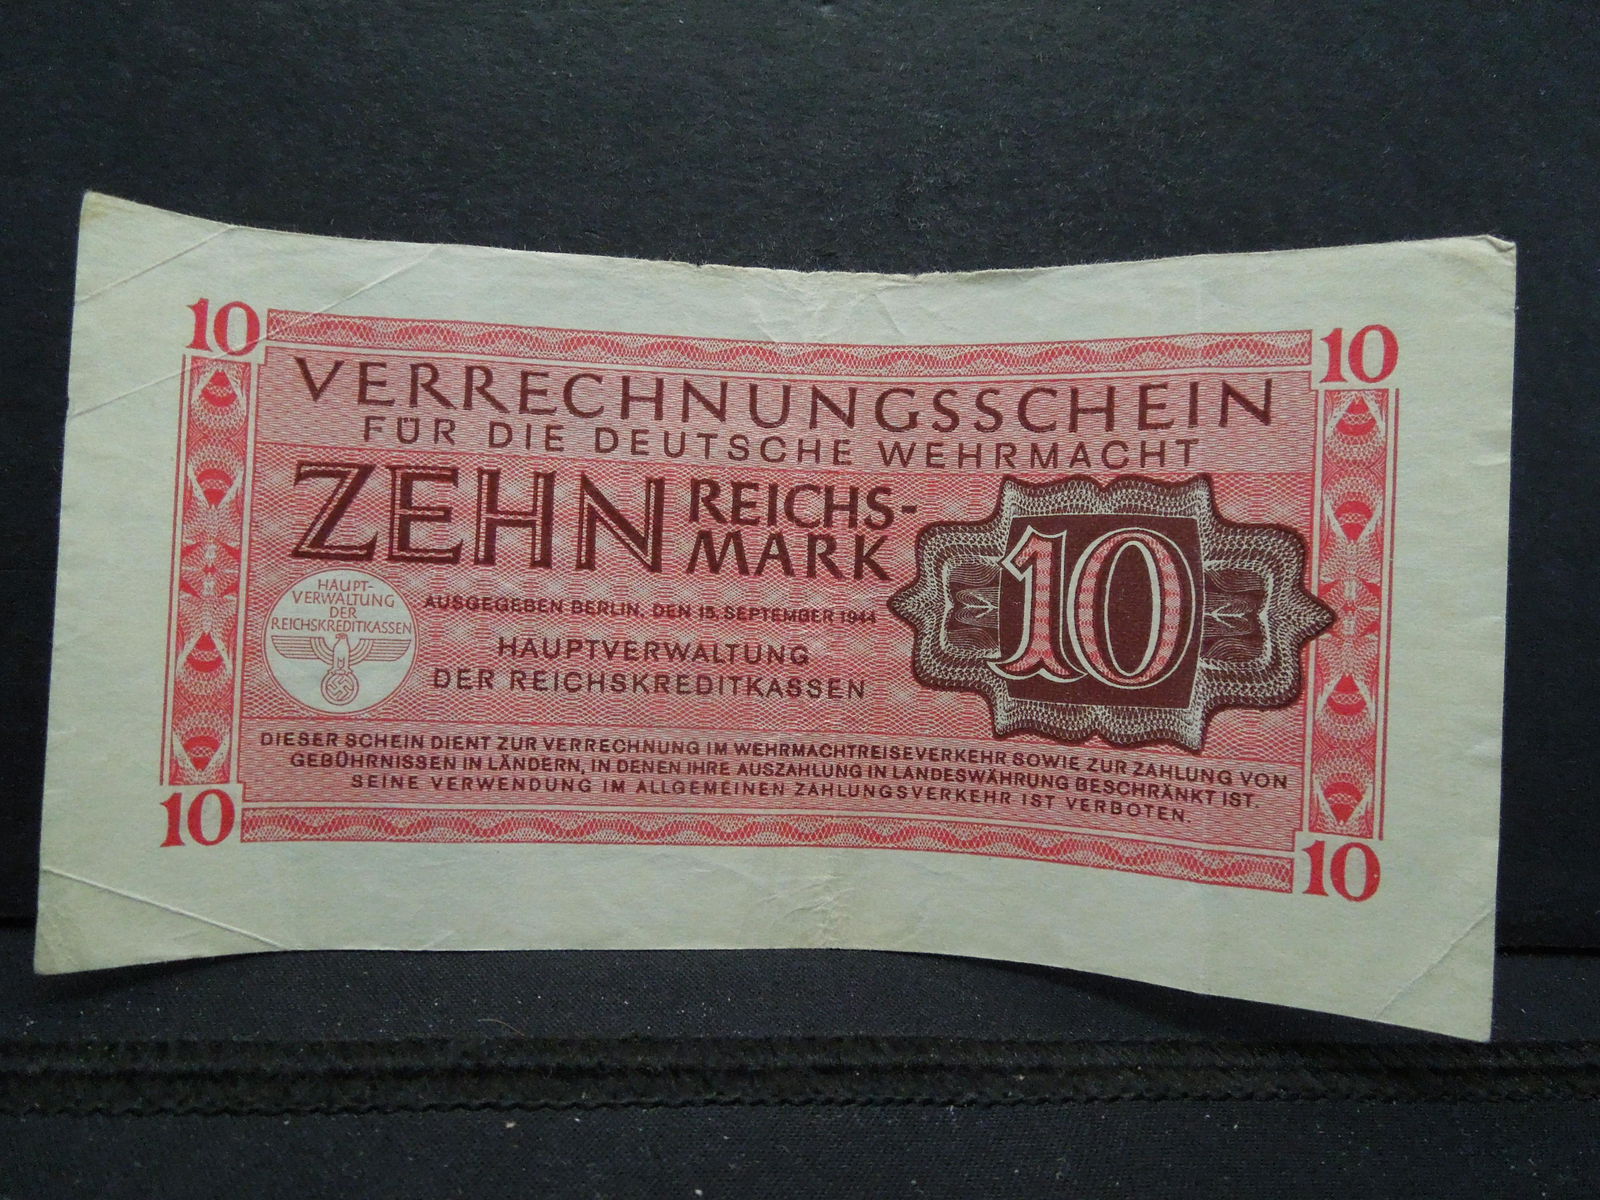 10 10
VERRECHNUNGSSCHEIN
FÜR DIE DEUTSCHE WEHRMACHT
ZEHN REICHS-
MARK
10
HAUPT-
VERWALTUNG
DER
REICHSKREDITKASSEN
AUSGEGEBEN BERLIN, DEN 15. SEPTEMBER 1944
HAUPTVERWALTUNG
DER REICHSKREDITKASSEN
DIESER SCHEIN DIENT ZUR VERRECHNUNG IM WEHRMACHTREISEVERKEHR SOWIE ZUR ZAHLUNG VON
GEBÜHRNISSEN IN LÄNDERN, IN DENEN IHRE AUSZAHLUNG IN LANDESWÄHRUNG BESCHRÄNKT IST.
SEINE VERWENDUNG IM ALLGEMEINEN ZAHLUNGSVERKEHR IST VERBOTEN.
10 10